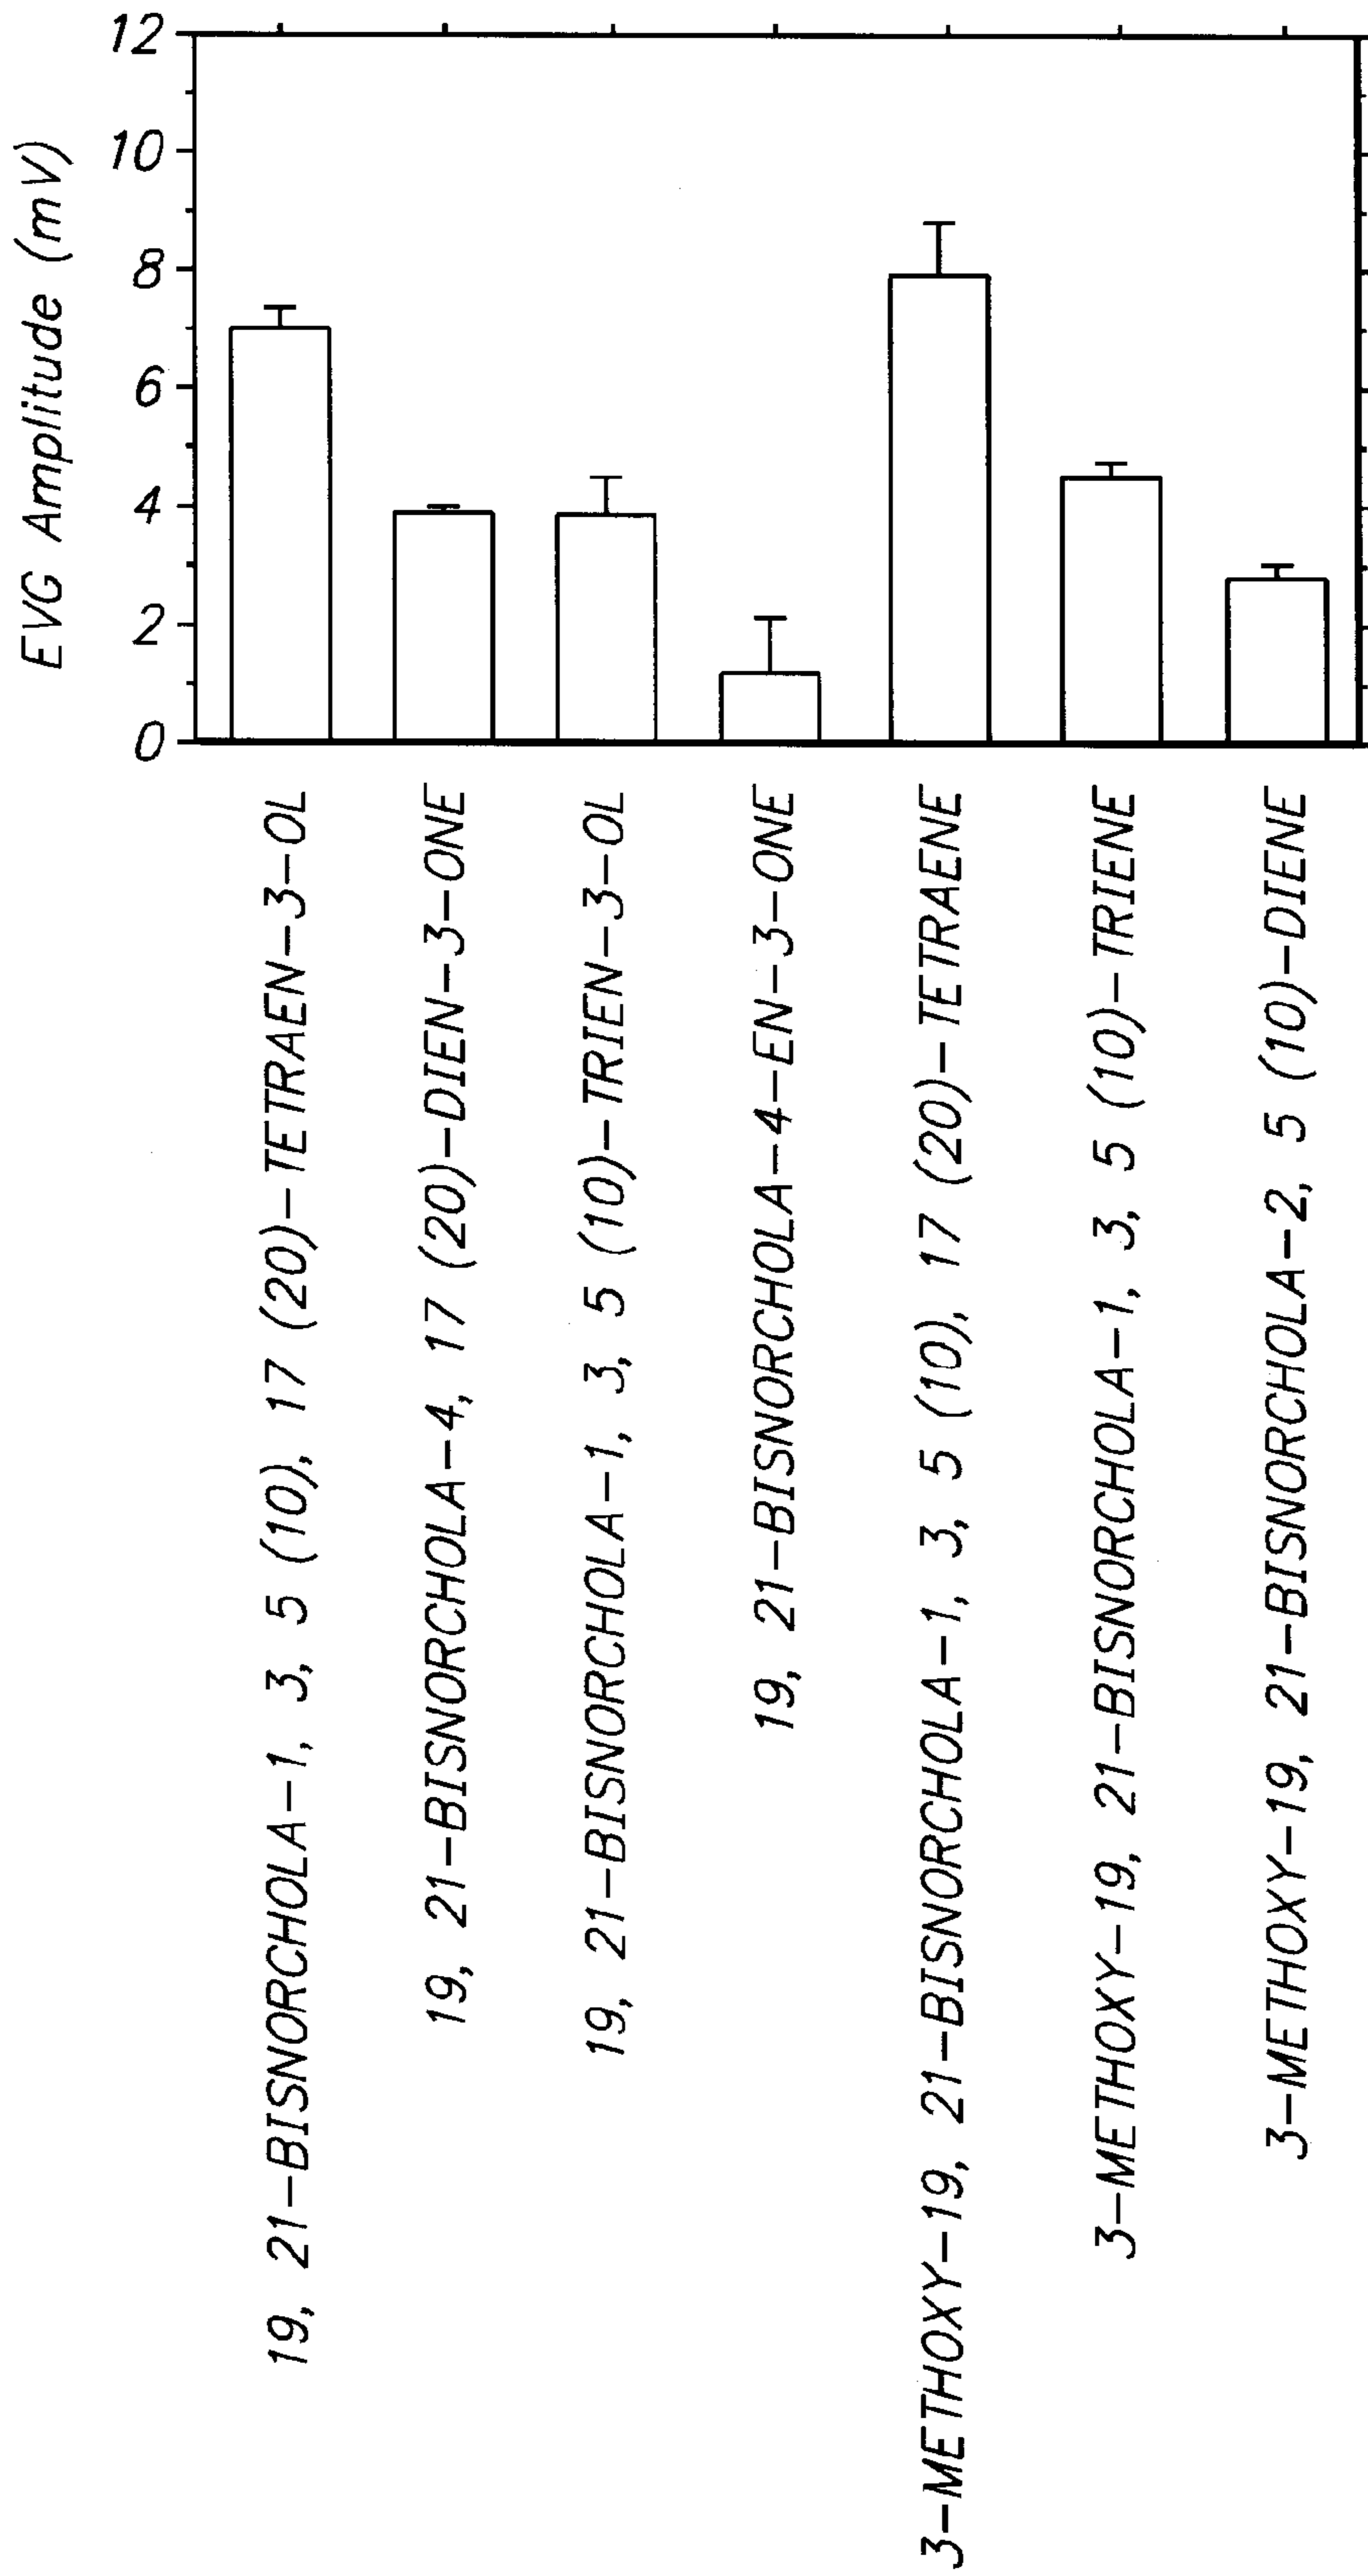 EVG Amplitude (mV)
12
10
8
6
4
2
0
19, 21-BISNORCHOLA-1, 3, 5 (10), 17 (20)-TETRAEN-3-OL
19, 21-BISNORCHOLA-4, 17 (20)-DIEN-3-ONE
19, 21-BISNORCHOLA-1, 3, 5 (10)-TRIEN-3-OL
19, 21-BISNORCHOLA-4-EN-3-ONE
3-METHOXY-19, 21-BISNORCHOLA-1, 3, 5 (10), 17 (20)-TETRAENE
3-METHOXY-19, 21-BISNORCHOLA-1, 3, 5 (10)-TRIENE
3-METHOXY-19, 21-BISNORCHOLA-2, 5 (10)-DIENE